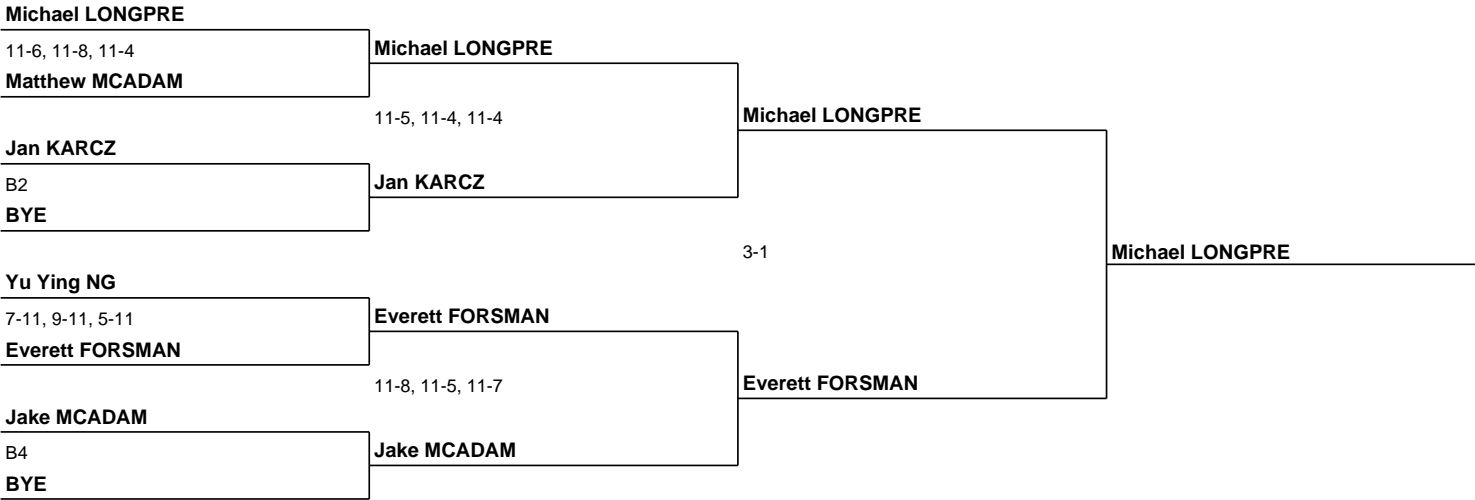 Michael LONGPRE
11-6, 11-8, 11-4
Matthew MCADAM
Jan KARCZ
B2
BYE
Yu Ying NG
7-11, 9-11, 5-11
Everett FORSMAN
Jake MCADAM
B4
BYE
Michael LONGPRE
11-5, 11-4, 11-4
Jan KARCZ
Everett FORSMAN
11-8, 11-5, 11-7
Jake MCADAM
Michael LONGPRE
3-1
Everett FORSMAN
Michael LONGPRE